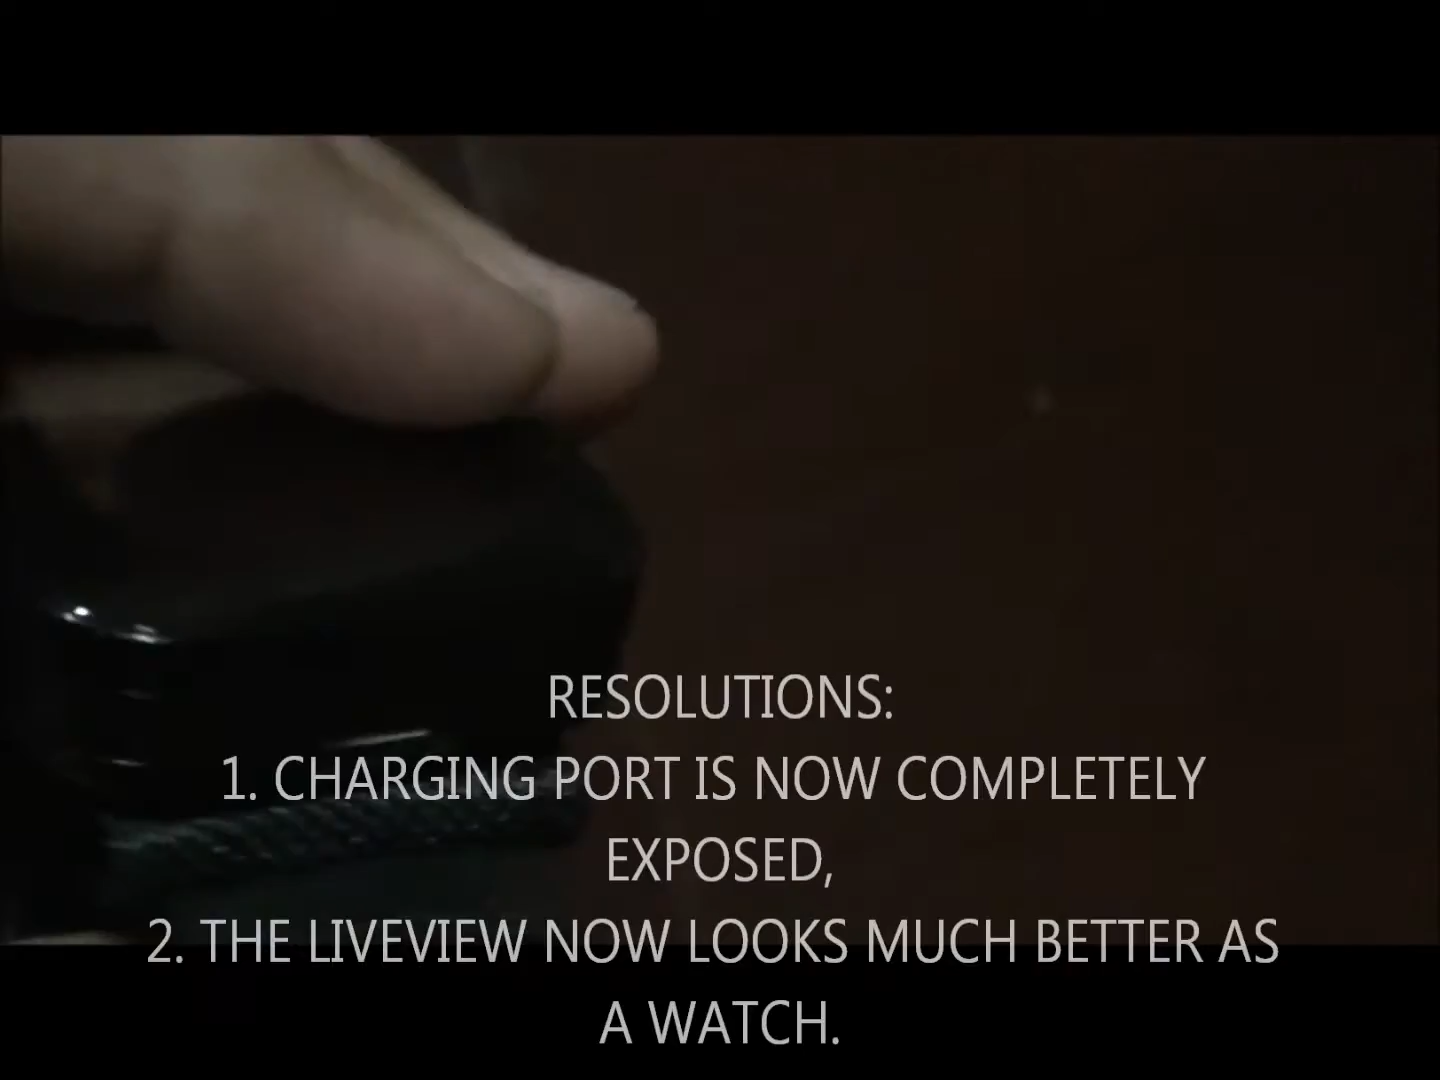 RESOLUTIONS:
1. CHARGING PORT IS NOW COMPLETELY
EXPOSED,
2. THE LIVEVIEW NOW LOOKS MUCH BETTER AS
A WATCH.